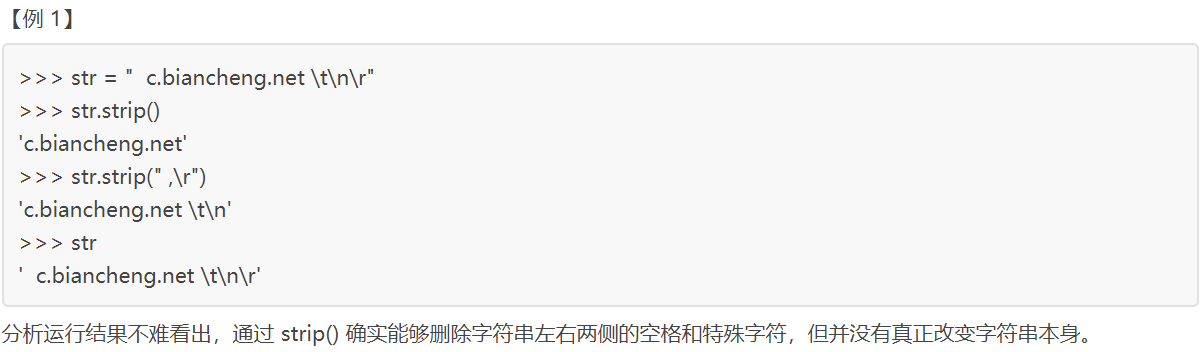 【例 1】
>>> str = "  c.biancheng.net \t\n\r"
>>> str.strip()
'c.biancheng.net'
>>> str.strip(" ,\r")
'c.biancheng.net \t\n'
>>> str
'  c.biancheng.net \t\n\r'
分析运行结果不难看出，通过 strip() 确实能够删除字符串左右两侧的空格和特殊字符，但并没有真正改变字符串本身。